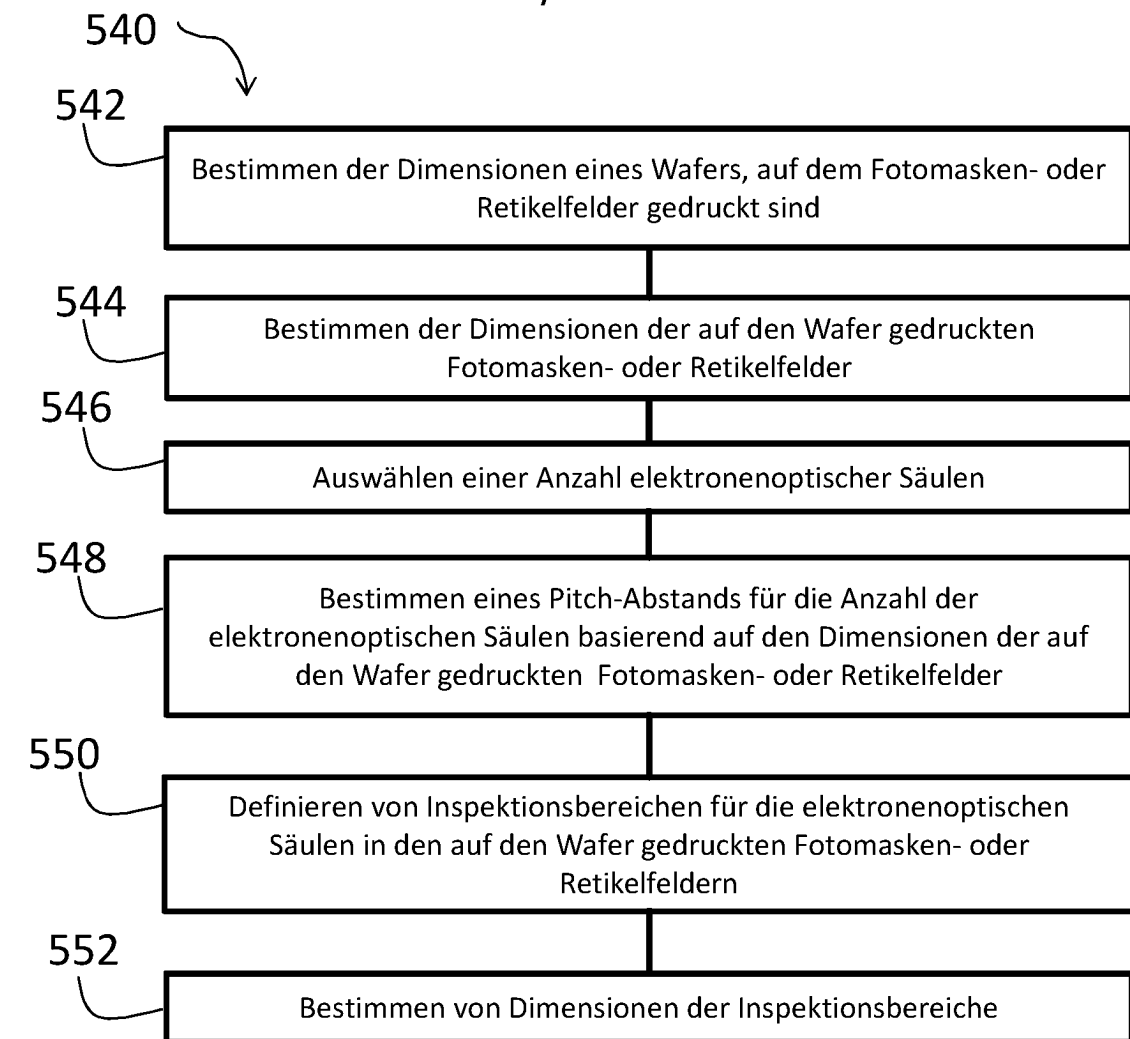 540
542
Bestimmen der Dimensionen eines Wafers, auf dem Fotomasken- oder
Retikelfelder gedruckt sind
544
Bestimmen der Dimensionen der auf den Wafer gedruckten
Fotomasken- oder Retikelfelder
546
Auswählen einer Anzahl elektronenoptischer Säulen
548
Bestimmen eines Pitch-Abstands für die Anzahl der
elektronenoptischen Säulen basierend auf den Dimensionen der auf
den Wafer gedruckten Fotomasken- oder Retikelfelder
550
Definieren von Inspektionsbereichen für die elektronenoptischen
Säulen in den auf den Wafer gedruckten Fotomasken- oder
Retikelfeldern
552
Bestimmen von Dimensionen der Inspektionsbereiche